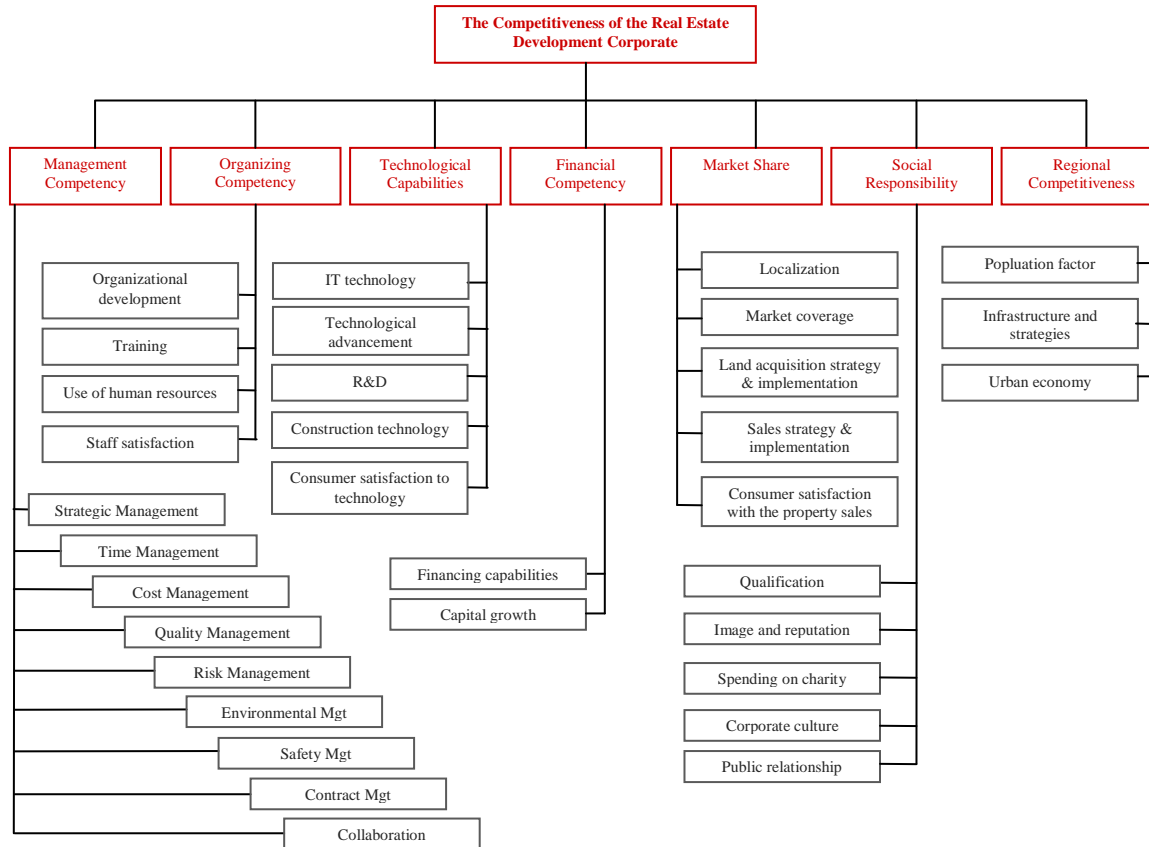 The Competitiveness of the Real Estate
Development Corporate
Management
Competency
Organizing
Competency
Technological
Capabilities
Financial
Competency
Market Share
Social
Responsibility
Regional
Competitiveness
Organizational
development
Training
Use of human resources
Staff satisfaction
IT technology
Technological
advancement
R&D
Construction technology
Consumer satisfaction to
technology
Localization
Market coverage
Land acquisition strategy
& implementation
Sales strategy &
implementation
Consumer satisfaction
with the property sales
Popluation factor
Infrastructure and
strategies
Urban economy
Strategic Management
Time Management
Cost Management
Quality Management
Risk Management
Environmental Mgt
Safety Mgt
Contract Mgt
Collaboration
Financing capabilities
Capital growth
Qualification
Image and reputation
Spending on charity
Corporate culture
Public relationship